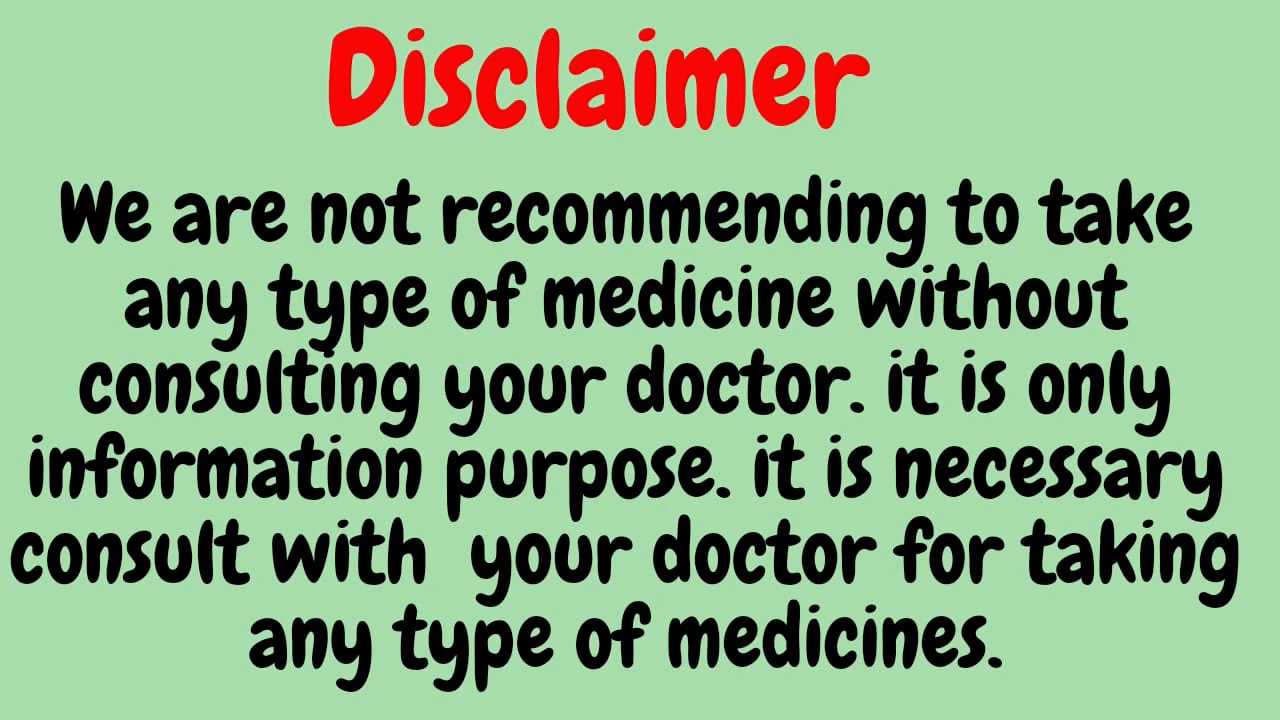 Disclaimer
We are not recommending to take
any type of medicine without
consulting your doctor. it is only
information purpose. it is necessary
consult with  your doctor for taking
any type of medicines.